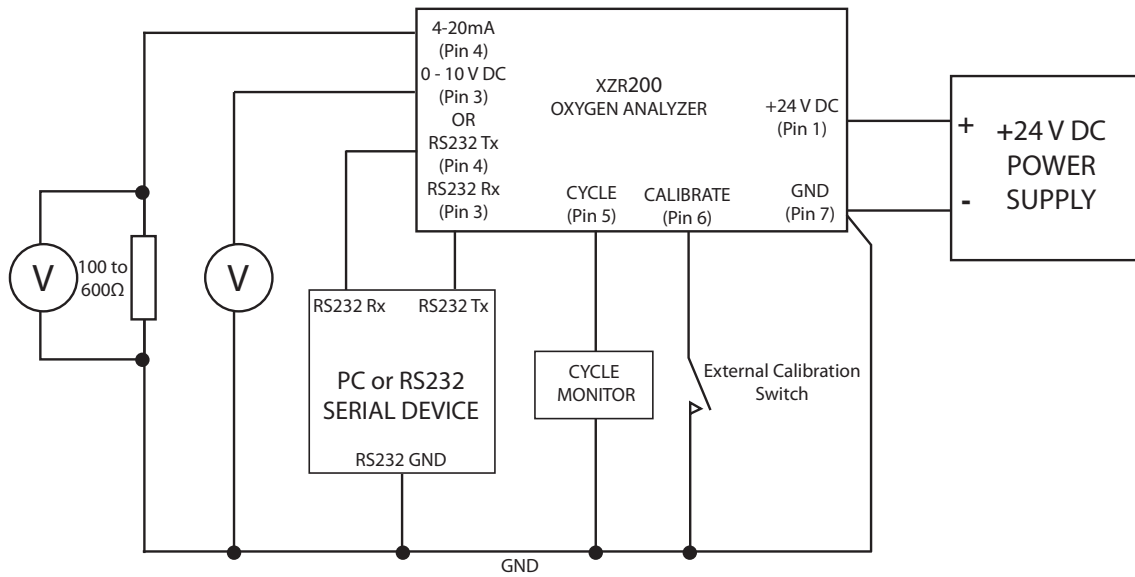 4-20mA
(Pin 4)
0 - 10 V DC
(Pin 3)
OR
RS232 Tx
(Pin 4)
RS232 Rx
(Pin 3)
XZR200
OXYGEN ANALYZER
+24 V DC
(Pin 1)
CYCLE
(Pin 5)
CALIBRATE
(Pin 6)
GND
(Pin 7)
+
-
+24 V DC
POWER
SUPPLY
V
100 to
600Ω
V
RS232 Rx
RS232 Tx
PC or RS232
SERIAL DEVICE
RS232 GND
CYCLE
MONITOR
External Calibration
Switch
GND